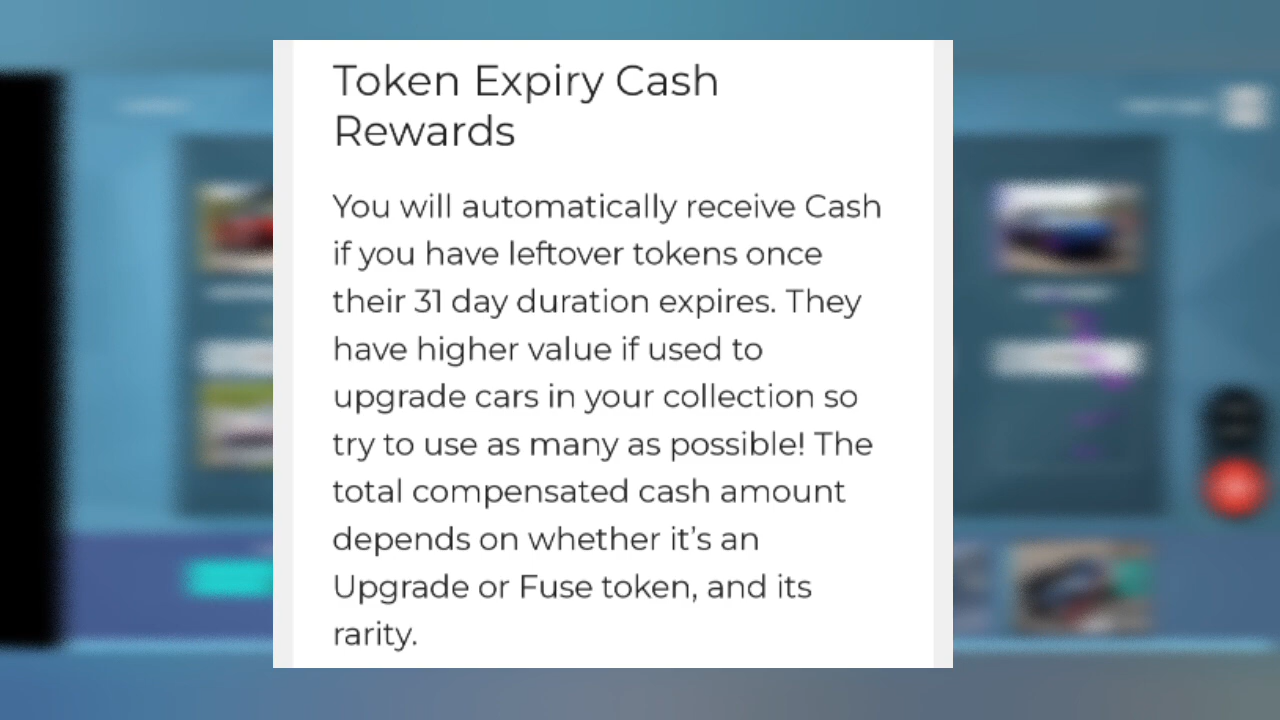 Token Expiry Cash
Rewards
You will automatically receive Cash
if you have leftover tokens once
their 31 day duration expires. They
have higher value if used to
upgrade cars in your collection so
try to use as many as possible! The
total compensated cash amount
depends on whether it’s an
Upgrade or Fuse token, and its
rarity.